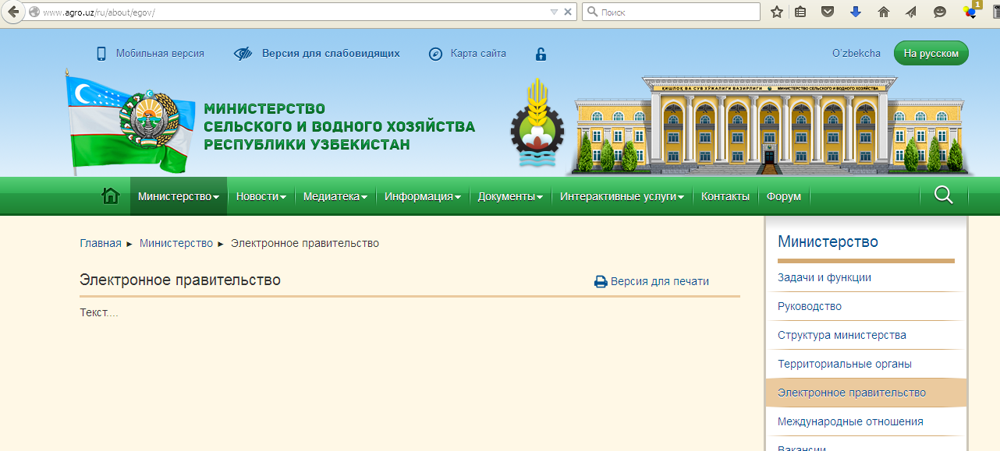 www.agro.uz/ru/about/egov/
Поиск
1
Мобильная версия
Версия для слабовидящих
Карта сайта
O'zbekcha
На русском
МИНИСТЕРСТВО
СЕЛЬСКОГО И ВОДНОГО ХОЗЯЙСТВА
РЕСПУБЛИКИ УЗБЕКИСТАН
ҚИШЛОҚ ВА СУВ ХЎЖАЛИГИ ВАЗИРЛИГИ
МИНИСТЕРСТВО СЕЛЬСКОГО И ВОДНОГО ХОЗЯЙСТВА
Министерство
Новости
Медиатека
Информация
Документы
Интерактивные услуги
Контакты
Форум
Главная ► Министерство ► Электронное правительство
Электронное правительство
Версия для печати
Текст....
Министерство
Задачи и функции
Руководство
Структура министерства
Территориальные органы
Электронное правительство
Международные отношения
Вакансии